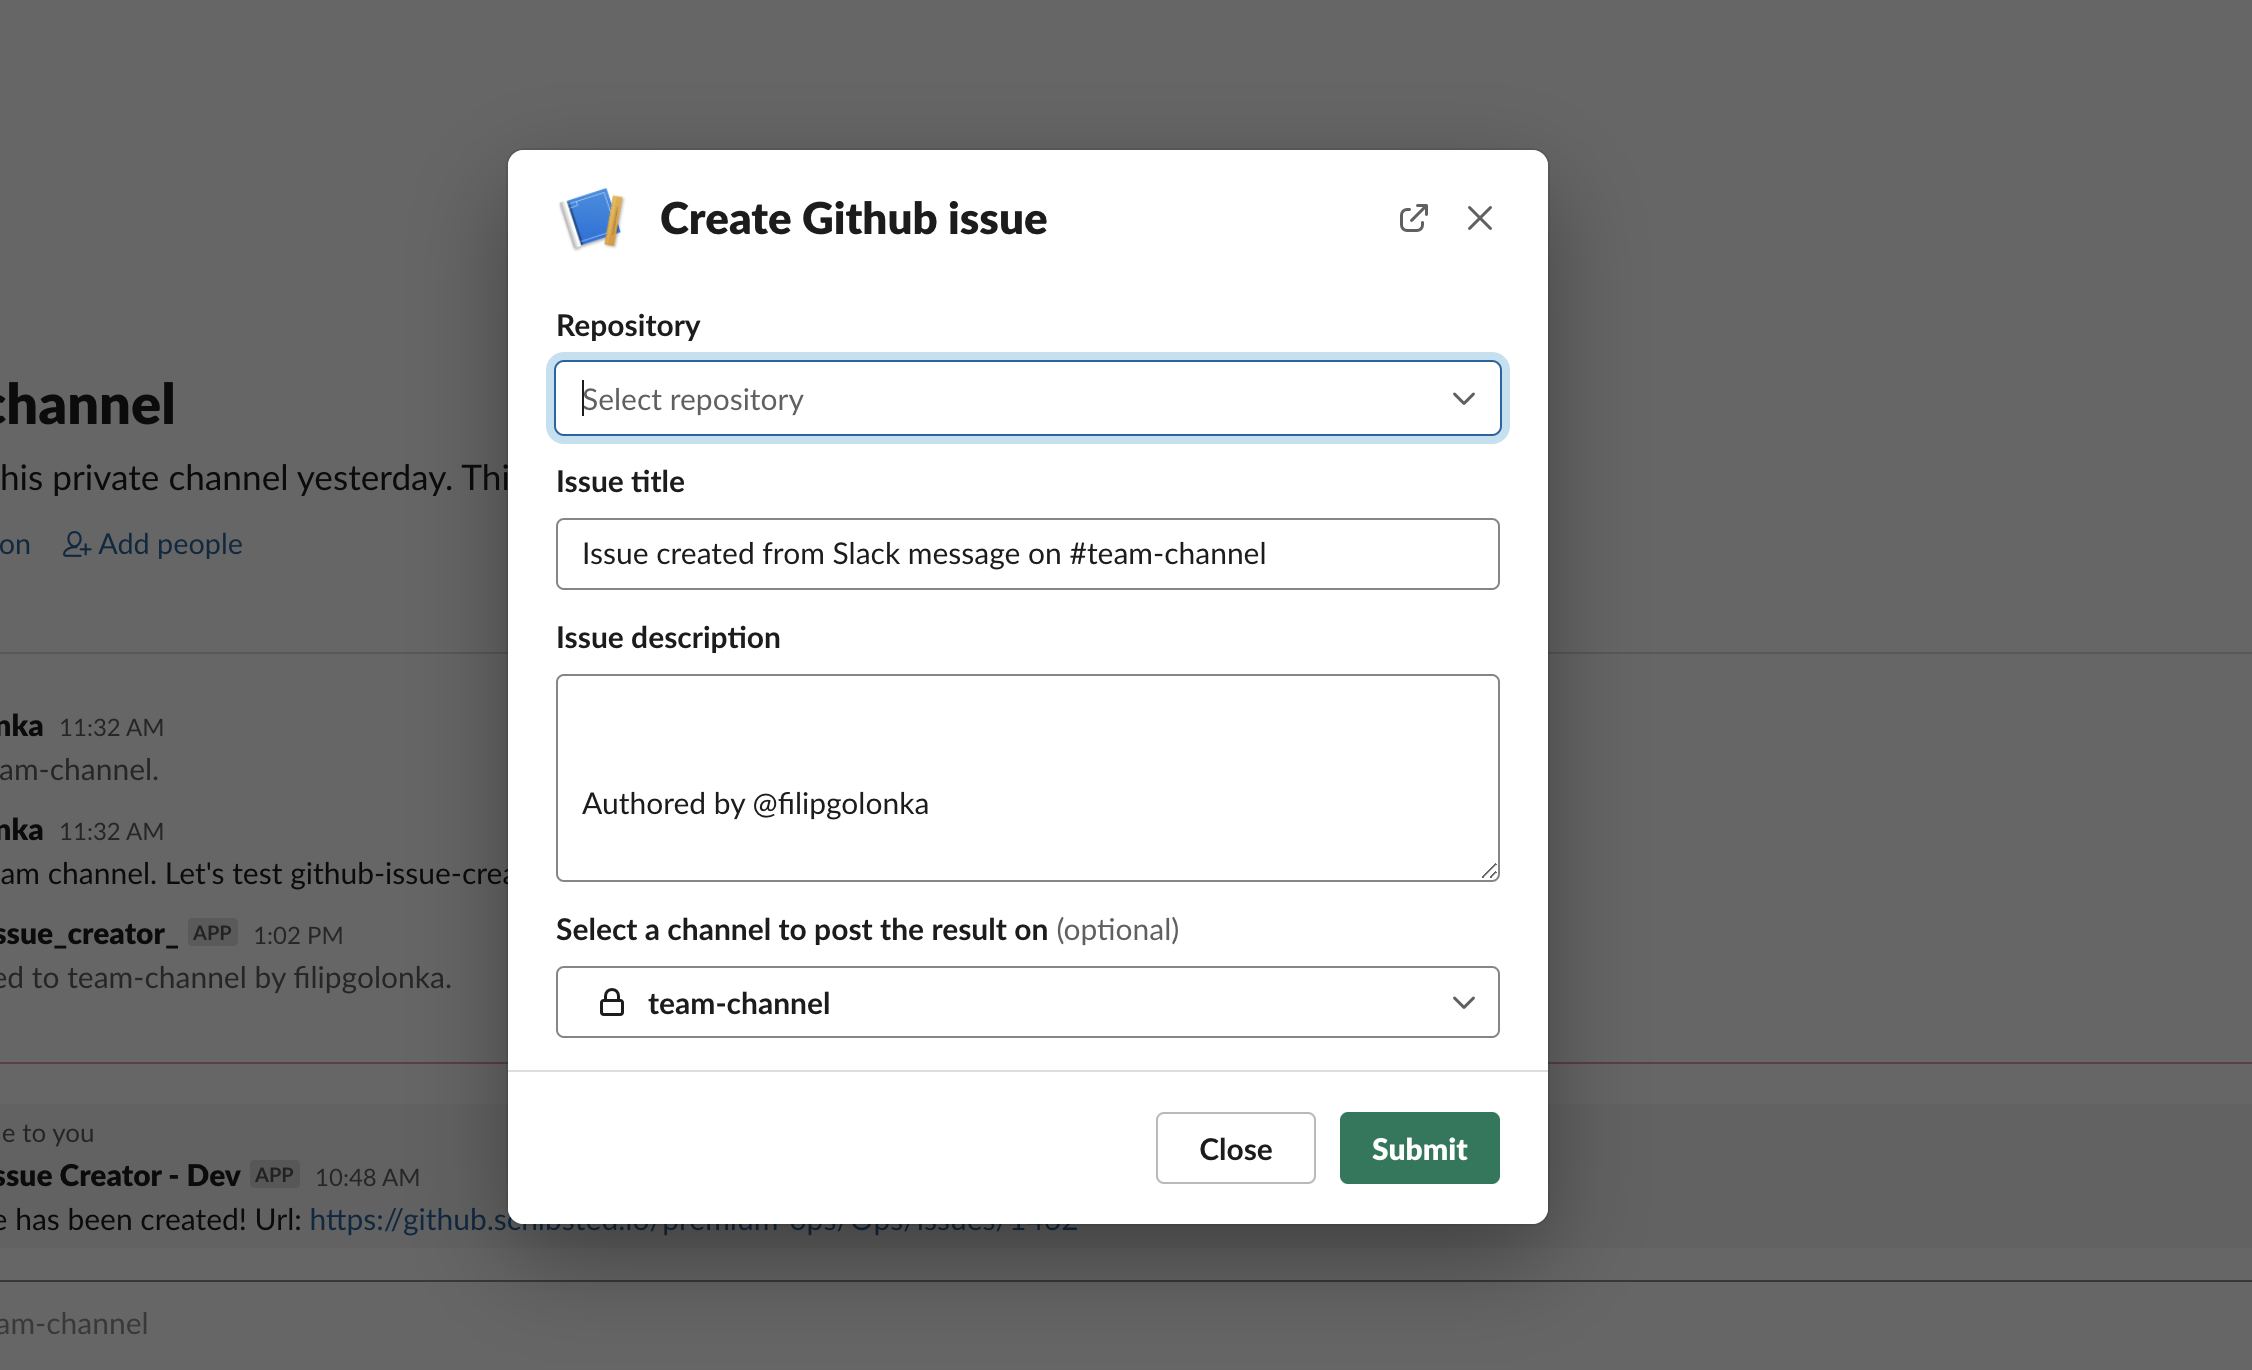 Create Github issue
Repository
Select repository
Issue title
Issue created from Slack message on #team-channel
Issue description
Authored by @filipgolonka
Select a channel to post the result on (optional)
team-channel
Close Submit
channel
his private channel yesterday. Thi
on Add people
nka 11:32 AM
am-channel.
nka 11:32 AM
am channel. Let's test github-issue-crea
ssue_creator_ APP 1:02 PM
ed to team-channel by filipgolonka.
e to you
ssue Creator - Dev APP 10:48 AM
e has been created! Url:
am-channel